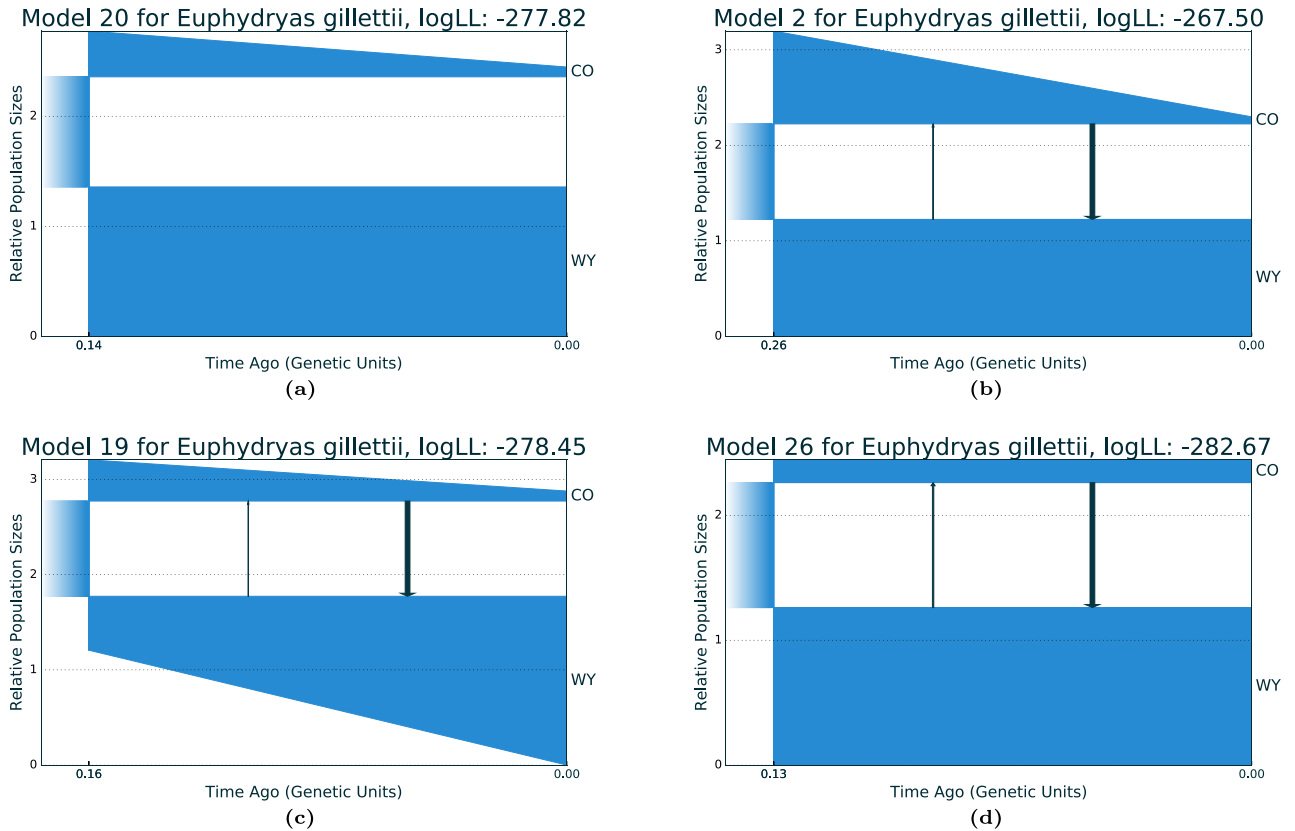 Model 20 for Euphydryas gillettii, logLL: -277.82
Relative Population Sizes
2
1
0
CO
WY
0.14
0.00
Time Ago (Genetic Units)
(a)
Model 2 for Euphydryas gillettii, logLL: -267.50
Relative Population Sizes
3
2
1
0
CO
WY
0.26
0.00
Time Ago (Genetic Units)
(b)
Model 19 for Euphydryas gillettii, logLL: -278.45
Relative Population Sizes
3
2
1
0
CO
WY
0.16
0.00
Time Ago (Genetic Units)
(c)
Model 26 for Euphydryas gillettii, logLL: -282.67
Relative Population Sizes
2
1
0
CO
WY
0.13
0.00
Time Ago (Genetic Units)
(d)